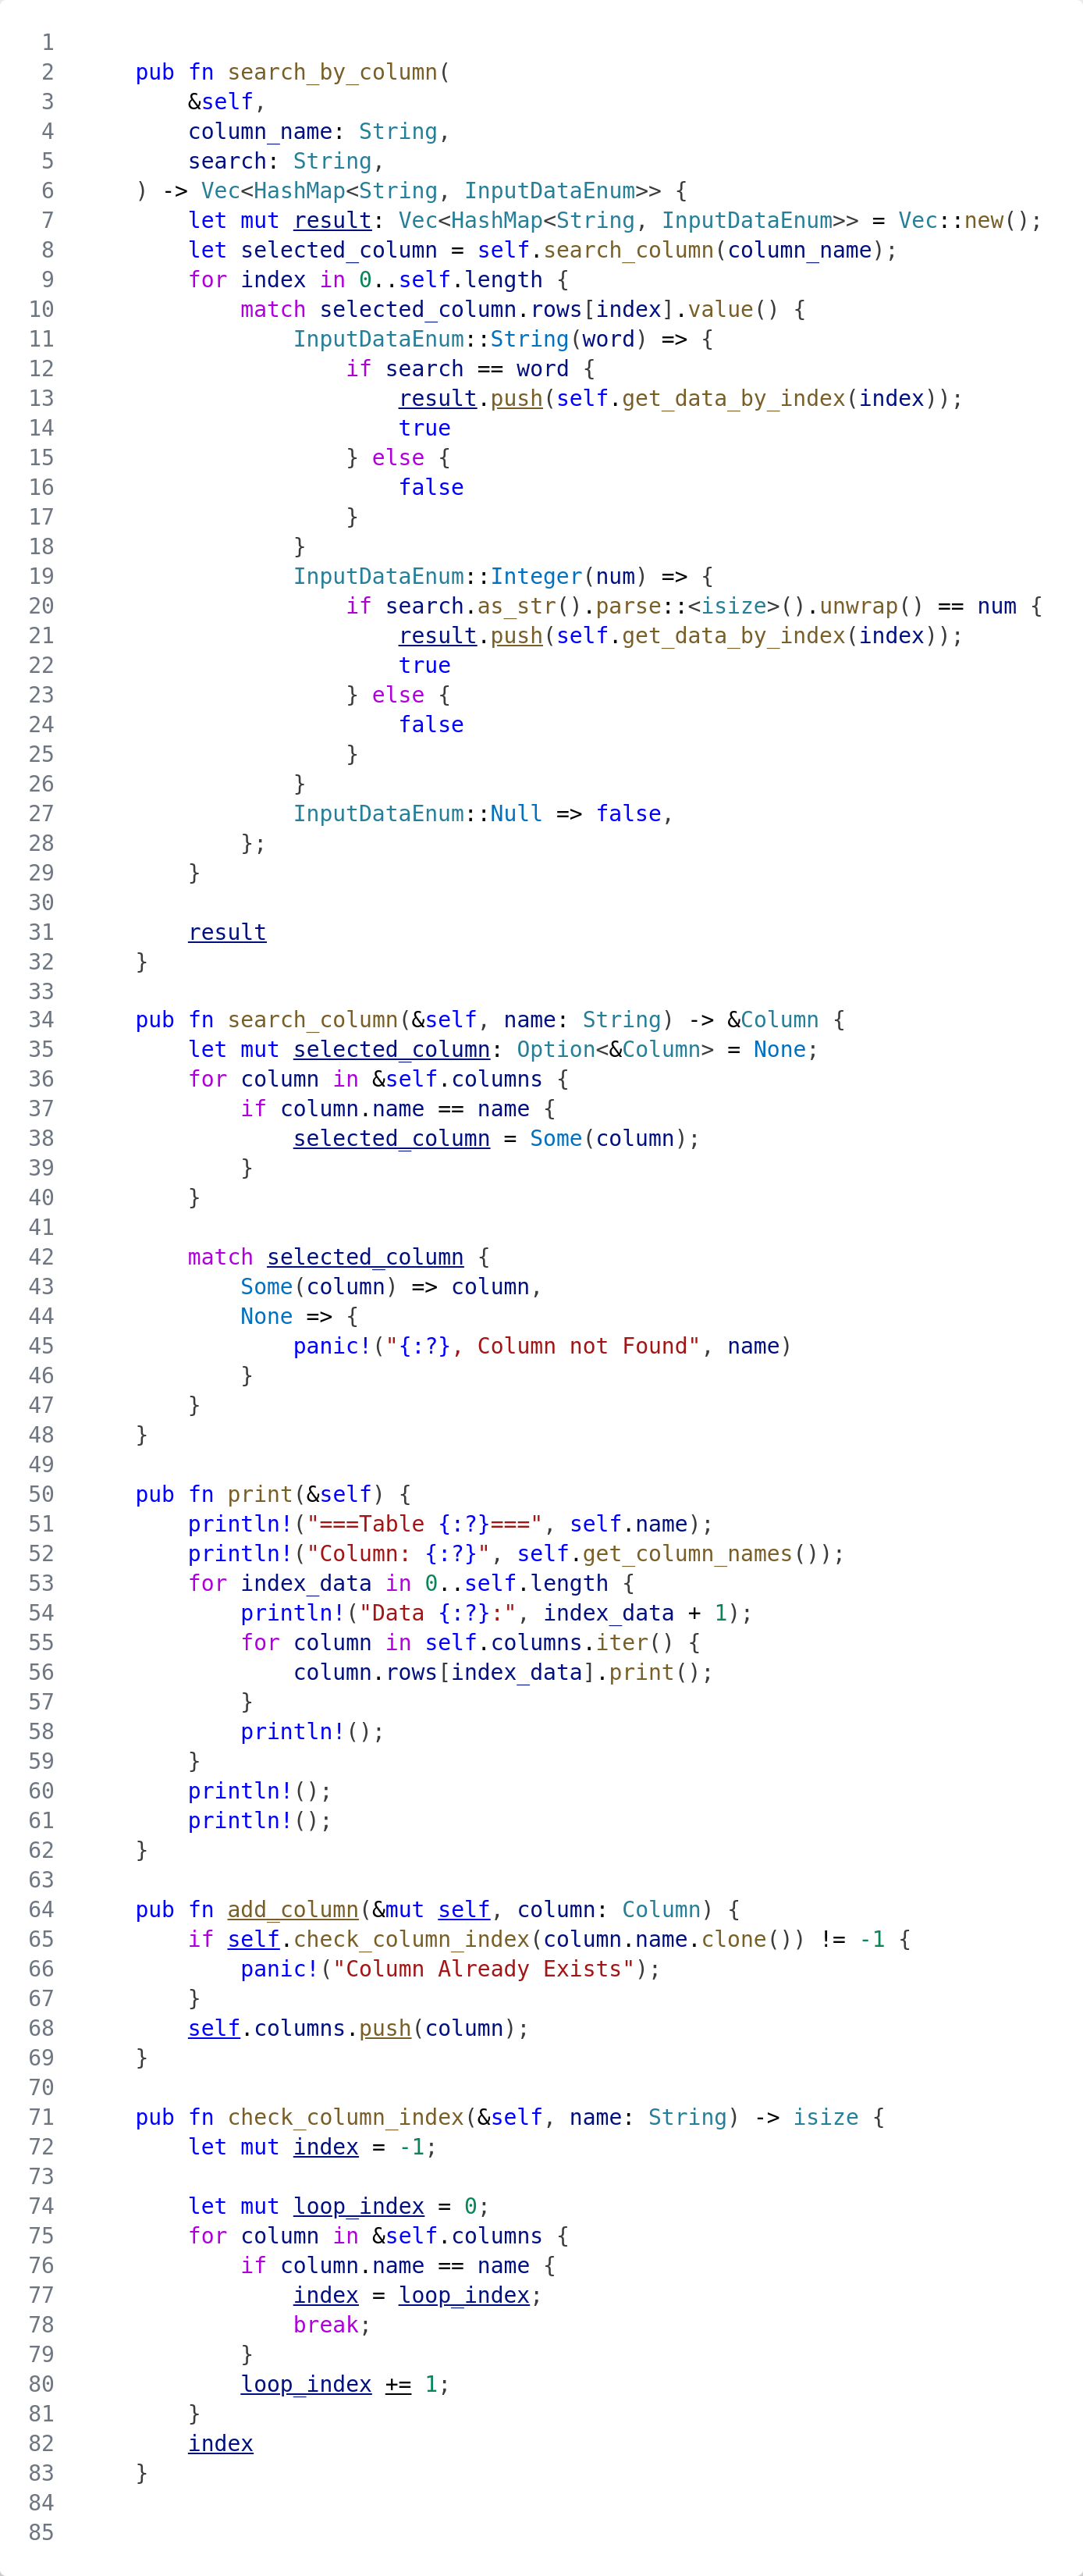 1
2 pub fn search_by_column(
3 &self,
4 column_name: String,
5 search: String,
6 ) -> Vec<HashMap<String, InputDataEnum>> {
7 let mut result: Vec<HashMap<String, InputDataEnum>> = Vec::new();
8 let selected_column = self.search_column(column_name);
9 for index in 0..self.length {
10 match selected_column.rows[index].value() {
11 InputDataEnum::String(word) => {
12 if search == word {
13 result.push(self.get_data_by_index(index));
14 true
15 } else {
16 false
17 }
18 }
19 InputDataEnum::Integer(num) => {
20 if search.as_str().parse::<isize>().unwrap() == num {
21 result.push(self.get_data_by_index(index));
22 true
23 } else {
24 false
25 }
26 }
27 InputDataEnum::Null => false,
28 };
29 }
30
31 result
32 }
33
34 pub fn search_column(&self, name: String) -> &Column {
35 let mut selected_column: Option<&Column> = None;
36 for column in &self.columns {
37 if column.name == name {
38 selected_column = Some(column);
39 }
40 }
41
42 match selected_column {
43 Some(column) => column,
44 None => {
45 panic!("{:?}, Column not Found", name)
46 }
47 }
48 }
49
50 pub fn print(&self) {
51 println!("===Table {:?}===", self.name);
52 println!("Column: {:?}", self.get_column_names());
53 for index_data in 0..self.length {
54 println!("Data {:?}:", index_data + 1);
55 for column in self.columns.iter() {
56 column.rows[index_data].print();
57 }
58 println!();
59 }
60 println!();
61 println!();
62 }
63
64 pub fn add_column(&mut self, column: Column) {
65 if self.check_column_index(column.name.clone()) != -1 {
66 panic!("Column Already Exists");
67 }
68 self.columns.push(column);
69 }
70
71 pub fn check_column_index(&self, name: String) -> isize {
72 let mut index = -1;
73
74 let mut loop_index = 0;
75 for column in &self.columns {
76 if column.name == name {
77 index = loop_index;
78 break;
79 }
80 loop_index += 1;
81 }
82 index
83 }
84
85